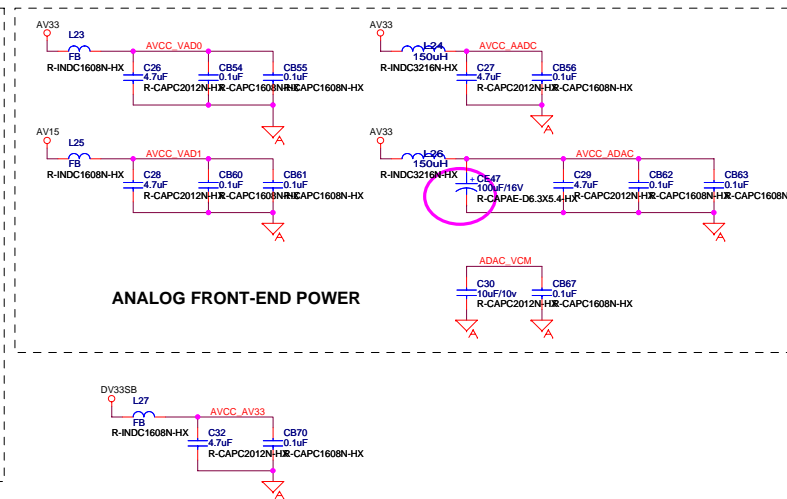 AV33
L23
FB
R-INDC1608N-HX
AVCC_VAD0
C26
4.7uF
R-CAPC2012N-HX
CB54
0.1uF
R-CAPC1608N-HX
CB55
0.1uF
R-CAPC1608N-HX
AV33
L24
150uH
R-INDC3216N-HX
AVCC_AADC
C27
4.7uF
R-CAPC2012N-HX
CB56
0.1uF
R-CAPC1608N-HX
A
A
AV15
L25
FB
R-INDC1608N-HX
AVCC_VAD1
C28
4.7uF
R-CAPC2012N-HX
CB60
0.1uF
R-CAPC1608N-HX
CB61
0.1uF
R-CAPC1608N-HX
AV33
L26
150uH
R-INDC3216N-HX
AVCC_ADAC
+ CE47
100uF/16V
R-CAPAE-D6.3X5.4-HX
C29
4.7uF
R-CAPC2012N-HX
CB62
0.1uF
R-CAPC1608N-HX
CB63
0.1uF
R-CAPC1608N
A
A
ADAC_VCM
C30
10uF/10v
R-CAPC2012N-HX
CB67
0.1uF
R-CAPC1608N-HX
A
A
ANALOG FRONT-END POWER
DV33SB
L27
FB
R-INDC1608N-HX
AVCC_AV33
C32
4.7uF
R-CAPC2012N-HX
CB70
0.1uF
R-CAPC1608N-HX
A